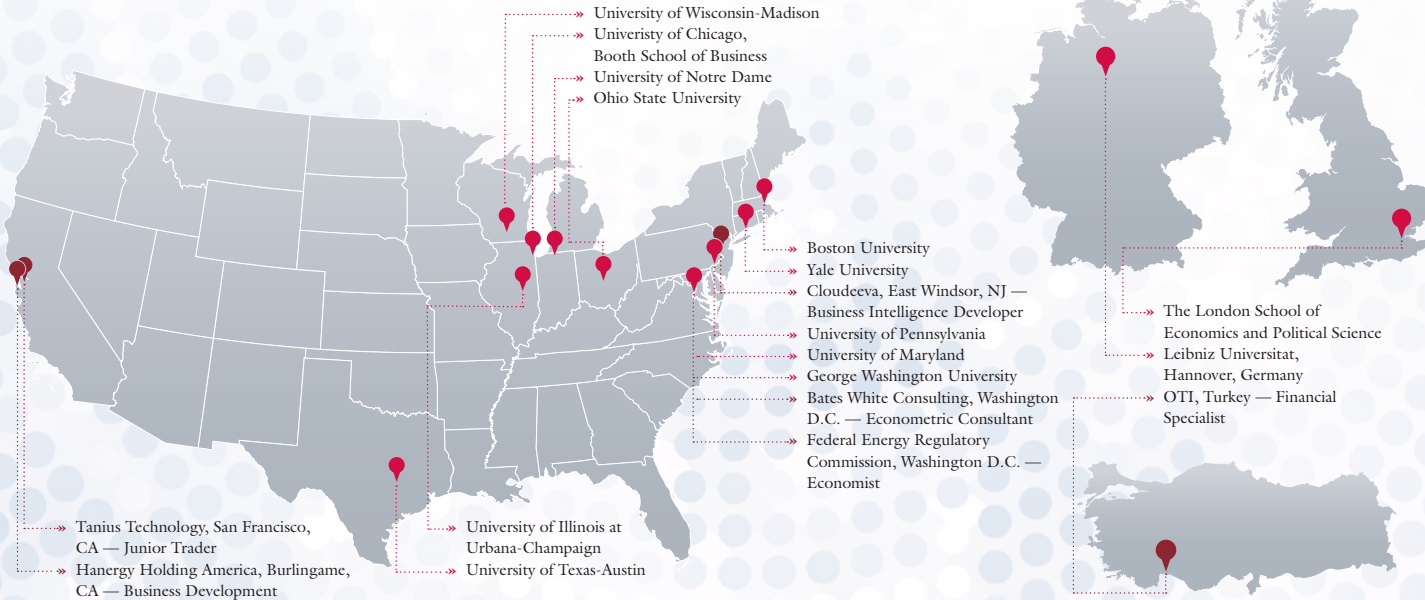 » University of Wisconsin-Madison
» Univeristy of Chicago,
Booth School of Business
» University of Notre Dame
» Ohio State University
» Boston University
» Yale University
» Cloudeeva, East Windsor, NJ —
Business Intelligence Developer
» University of Pennsylvania
» University of Maryland
» George Washington University
» Bates White Consulting, Washington
D.C. — Econometric Consultant
» Federal Energy Regulatory
Commission, Washington D.C. —
Economist
» The London School of
Economics and Political Science
» Leibniz Universitat,
Hannover, Germany
» OTI, Turkey — Financial
Specialist
» Tanius Technology, San Francisco,
CA — Junior Trader
» Hanergy Holding America, Burlingame,
CA — Business Development
» University of Illinois at
Urbana-Champaign
» University of Texas-Austin